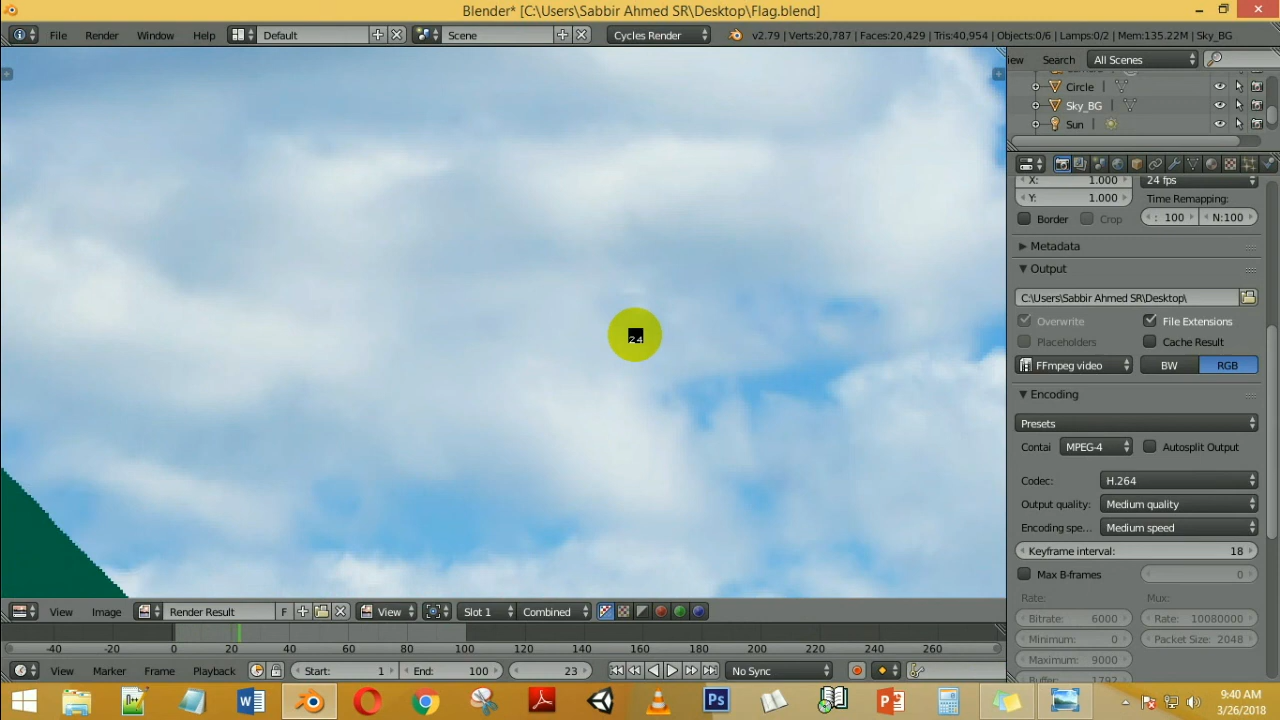 Blender* [C:\Users\Sabbir Ahmed SR\Desktop\Flag.blend]
File Render Window Help Default Scene Cycles Render v2.79 | Verts:20,787 | Faces:20,429 | Tris:40,954 | Objects:0/6 | Lamps:0/2 | Mem:135.22M | Sky_BG
iew Search All Scenes
Circle
Sky_BG
Sun
X: 1.000 24 fps
Y: 1.000 Time Remapping:
Border Crop : 100 N:100
Metadata
Output
C:\Users\Sabbir Ahmed SR\Desktop\
Overwrite File Extensions
Placeholders Cache Result
FFmpeg video BW RGB
Encoding
Presets
Contai MPEG-4 Autosplit Output
Codec: H.264
Output quality: Medium quality
Encoding spe... Medium speed
Keyframe interval: 18
Max B-frames 0
Rate: Mux:
Bitrate: 6000 Rate: 10080000
Minimum: 0 Packet Size: 2048
Maximum: 9000
24
View Image Render Result F View Slot 1 Combined
-40 -20 0 20 40 60 80 100 120 140 160 180 200 220 240 260
View Marker Frame Playback Start: 1 End: 100 23 No Sync
Ps
9:40 AM
3/26/2018